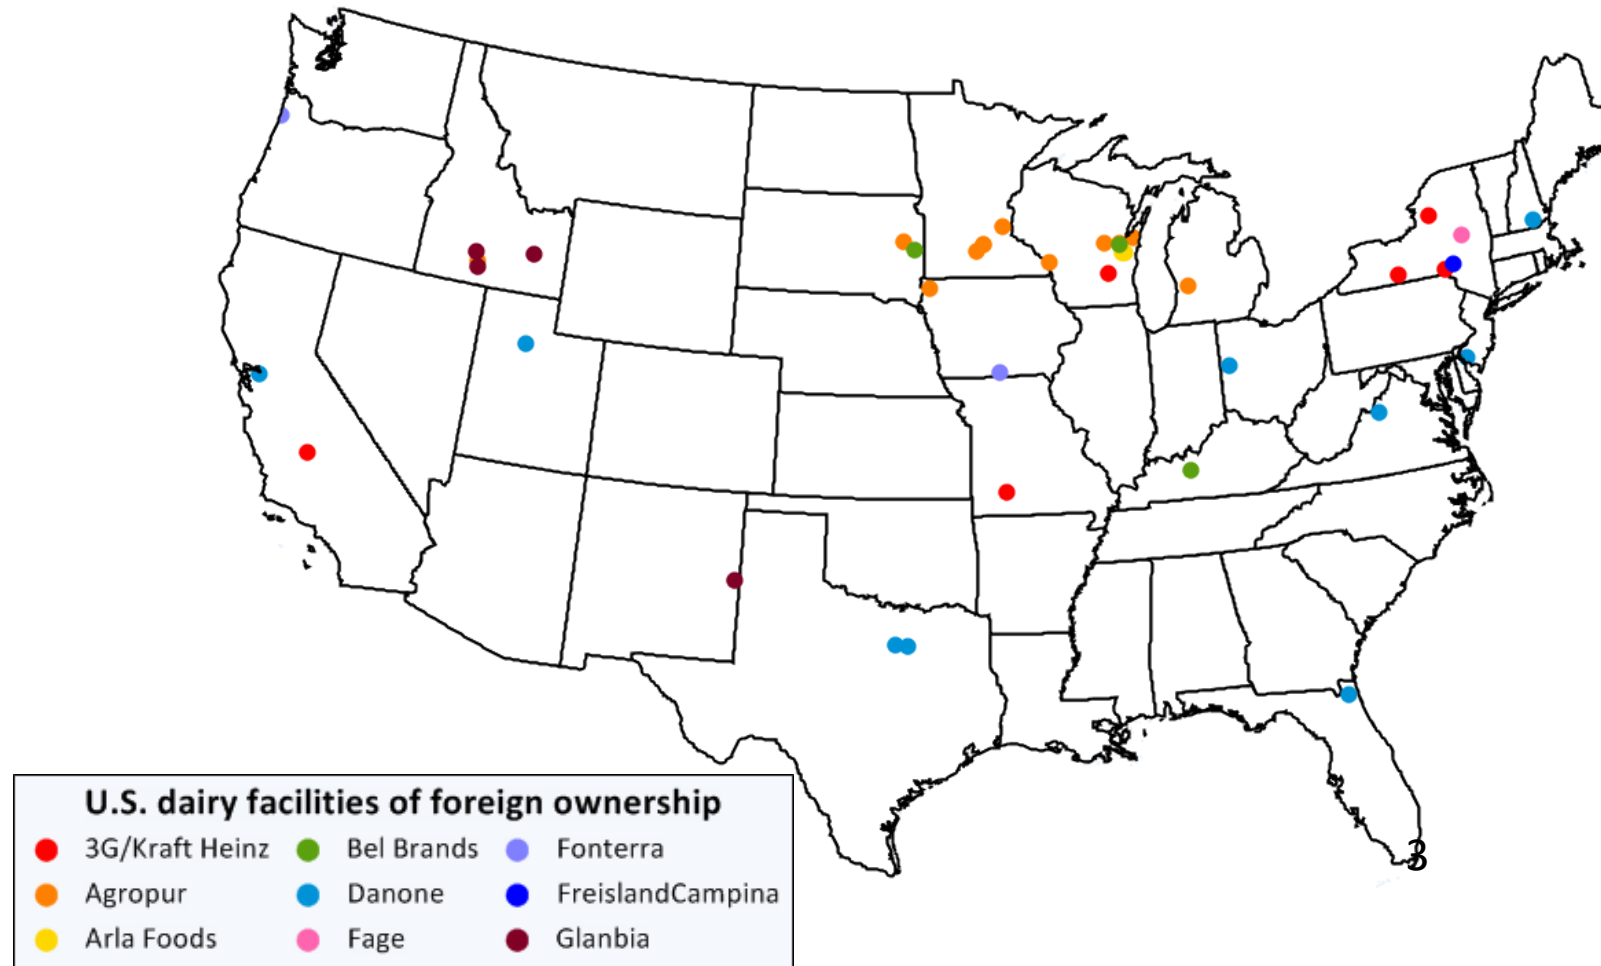 3
U.S. dairy facilities of foreign ownership
3G/Kraft Heinz Bel Brands Fonterra
Agropur Danone FreislandCampina
Arla Foods Fage Glanbia